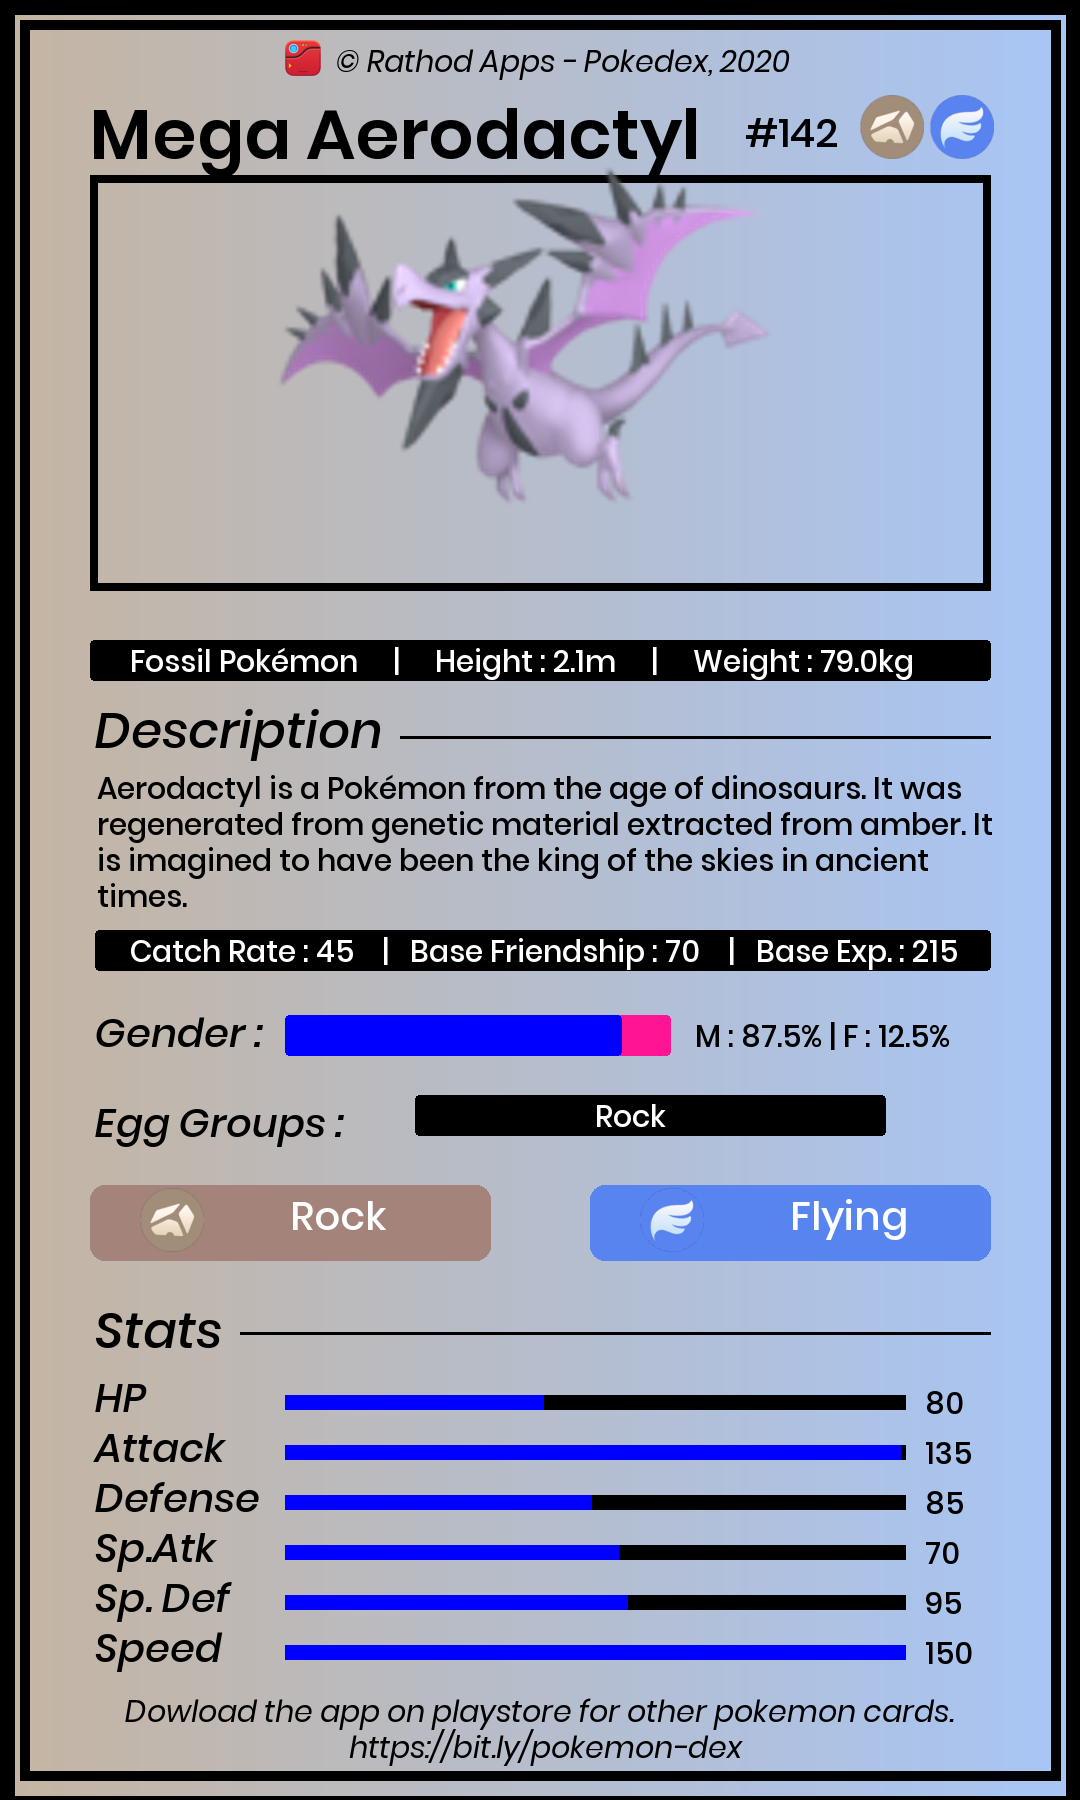 © Rathod Apps - Pokedex, 2020
Mega Aerodactyl #142
Fossil Pokémon | Height : 2.1m | Weight : 79.0kg
Description
Aerodactyl is a Pokémon from the age of dinosaurs. It was
regenerated from genetic material extracted from amber. It
is imagined to have been the king of the skies in ancient
times.
Catch Rate : 45 | Base Friendship : 70 | Base Exp. : 215
Gender : M : 87.5% | F : 12.5%
Egg Groups : Rock
Rock Flying
Stats
HP 80
Attack 135
Defense 85
Sp.Atk 70
Sp. Def 95
Speed 150
Dowload the app on playstore for other pokemon cards.
https://bit.ly/pokemon-dex